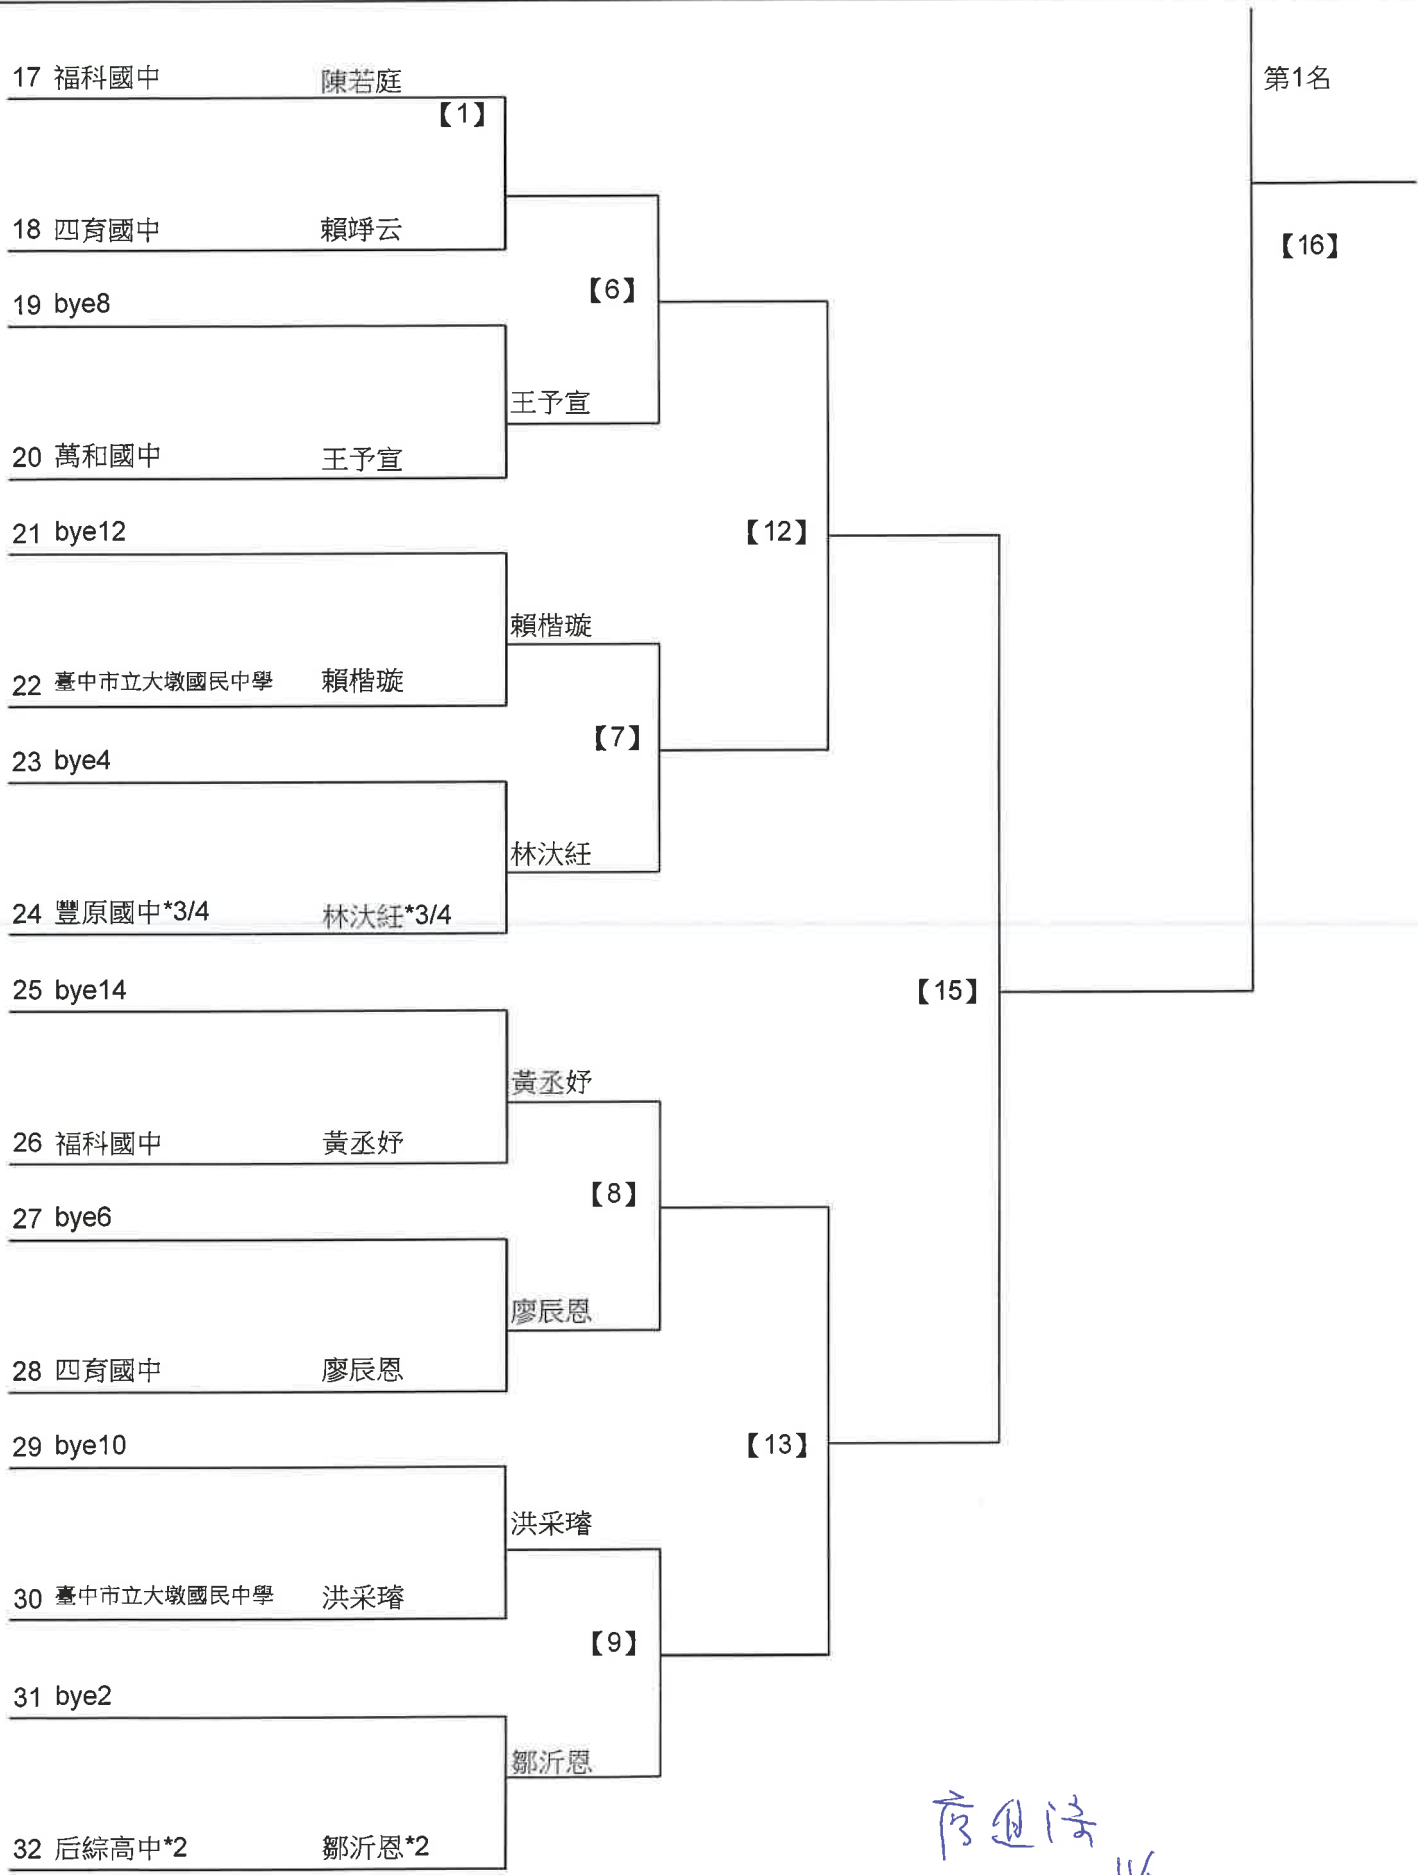 17 福科國中 陳若庭
第1名
【1】
18 四育國中 賴竫云
【16】
19 bye8
【6】
王予宣
20 萬和國中 王予宣
21 bye12
【12】
賴楷璇
22 臺中市立大墩國民中學 賴楷璇
【7】
23 bye4
林汏紝
24 豐原國中*3/4 林汏紝*3/4
25 bye14
【15】
黃丞妤
26 福科國中 黃丞妤
【8】
27 bye6
廖辰恩
28 四育國中 廖辰恩
29 bye10
【13】
洪采璿
30 臺中市立大墩國民中學 洪采璿
【9】
31 bye2
鄒沂恩
32 后綜高中*2 鄒沂恩*2